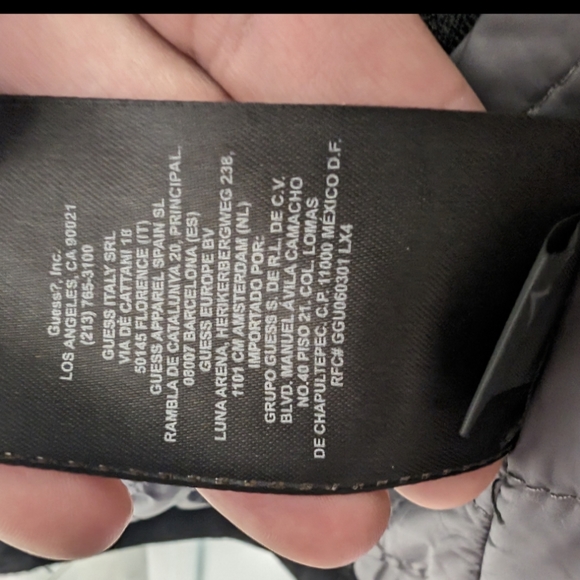 Guess?, Inc.
LOS ANGELES, CA 90021
(213) 765-3100
GUESS ITALY SRL
VIA DE CATTANI 18
50145 FLORENCE (IT)
GUESS APPAREL SPAIN SL
RAMBLA DE CATALUNYA 20, PRINCIPAL.
08007 BARCELONA (ES)
GUESS EUROPE BV
LUNA ARENA, HERIKERBERGWEG 238,
1101 CM AMSTERDAM (NL)
IMPORTADO POR:
GRUPO GUESS S. DE R.L. DE C.V.
BLVD. MANUEL ÁVILA CAMACHO
NO.40 PISO 21, COL. LOMAS
DE CHAPULTEPEC, C.P. 11000 MÉXICO D.F.
RFC# GGU060301 LX4